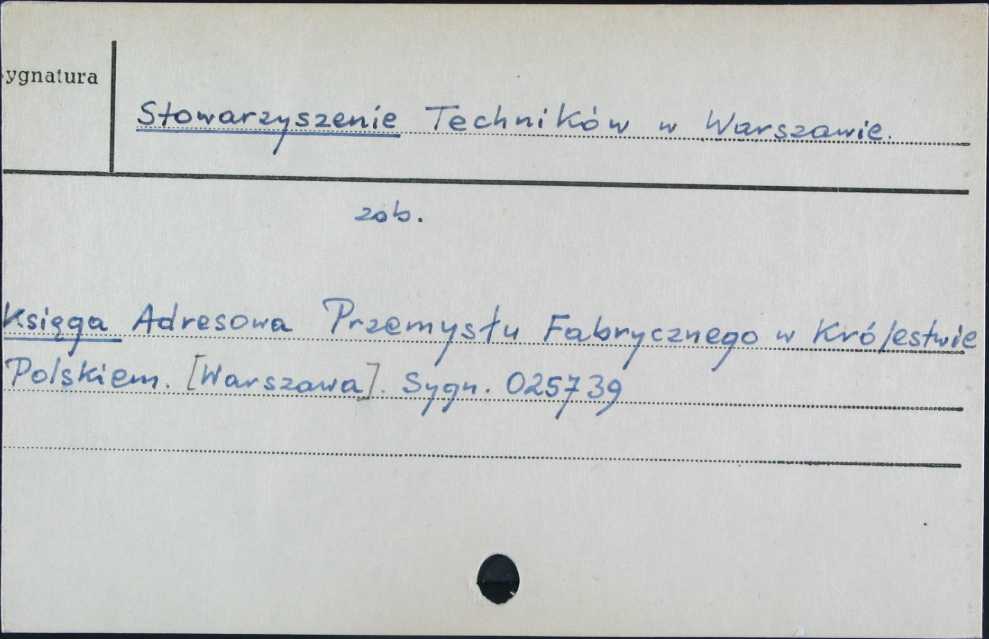 ygnatura
Stowarzyszenie Techników w Warszawie.
zob.
Księga Adresowa Przemysłu Fabrycznego w Królestwie
Polskiem. [Warszawa]. Sygn. 025739